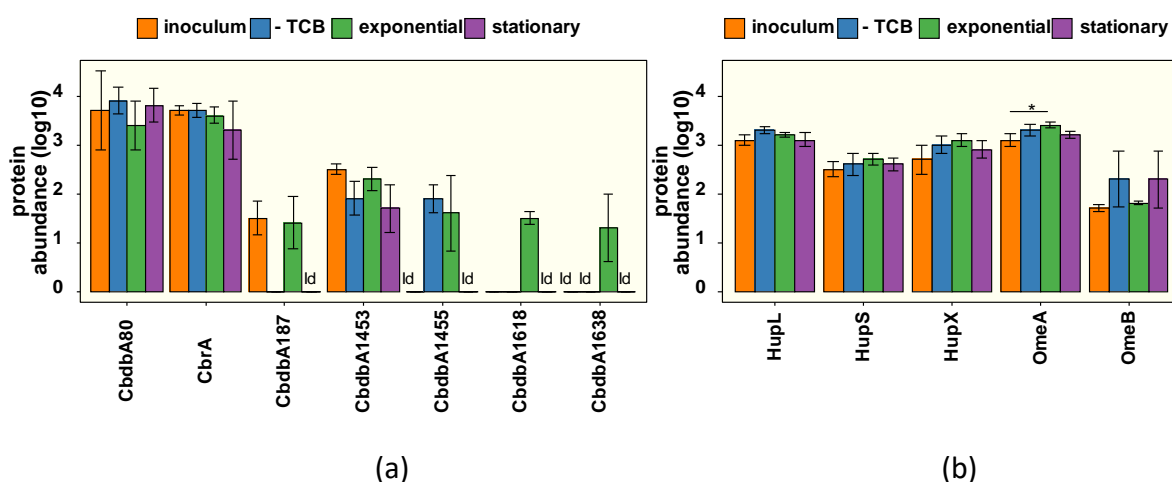 inoculum - TCB exponential stationary
protein
abundance (log10)
4
3
2
1
0
ld ld ld ld ld ld ld
CbdbA80 CbrA CbdbA187 CbdbA1453 CbdbA1455 CbdbA1618 CbdbA1638
(a)
inoculum - TCB exponential stationary
protein
abundance (log10)
4
3
2
1
0
*
HupL HupS HupX OmeA OmeB
(b)